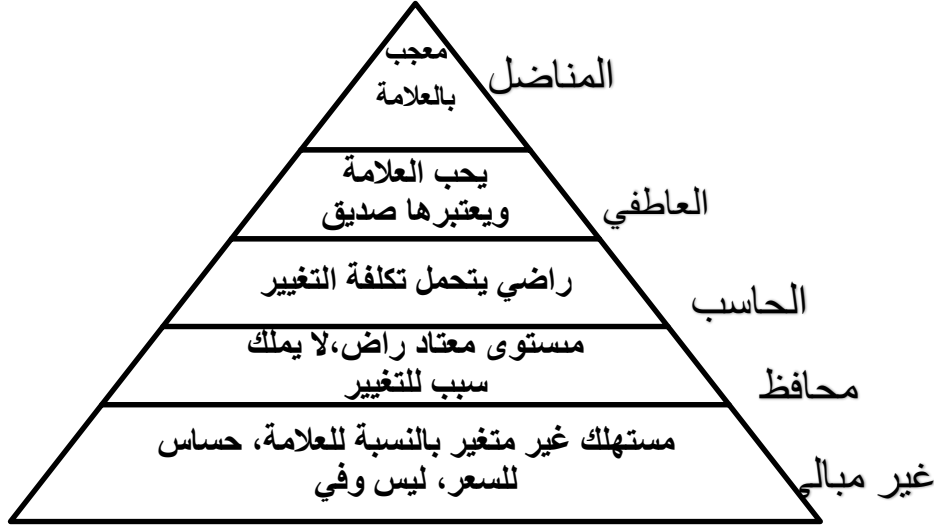 معجب
بالعلامة
المناضل
يحب العلامة
ويعتبرها صديق
العاطفي
راضي يتحمل تكلفة التغيير
الحاسب
مستوى معتاد راض،لا يملك
سبب للتغيير
محافظ
مستهلك غير متغير بالنسبة للعلامة، حساس
للسعر، ليس وفي
غير مبالي